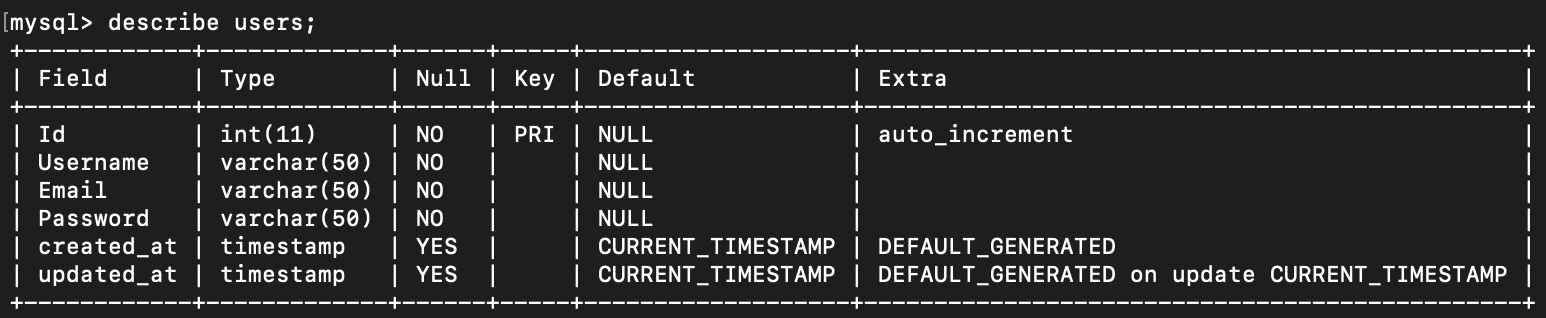 [mysql> describe users;
+-------------+-------------+------+-----+-------------------+-----------------------------------------------+
| Field       | Type        | Null | Key | Default           | Extra                                         |
+-------------+-------------+------+-----+-------------------+-----------------------------------------------+
| Id          | int(11)     | NO   | PRI | NULL              | auto_increment                                |
| Username    | varchar(50) | NO   |     | NULL              |                                               |
| Email       | varchar(50) | NO   |     | NULL              |                                               |
| Password    | varchar(50) | NO   |     | NULL              |                                               |
| created_at  | timestamp   | YES  |     | CURRENT_TIMESTAMP | DEFAULT_GENERATED                             |
| updated_at  | timestamp   | YES  |     | CURRENT_TIMESTAMP | DEFAULT_GENERATED on update CURRENT_TIMESTAMP |
+-------------+-------------+------+-----+-------------------+-----------------------------------------------+